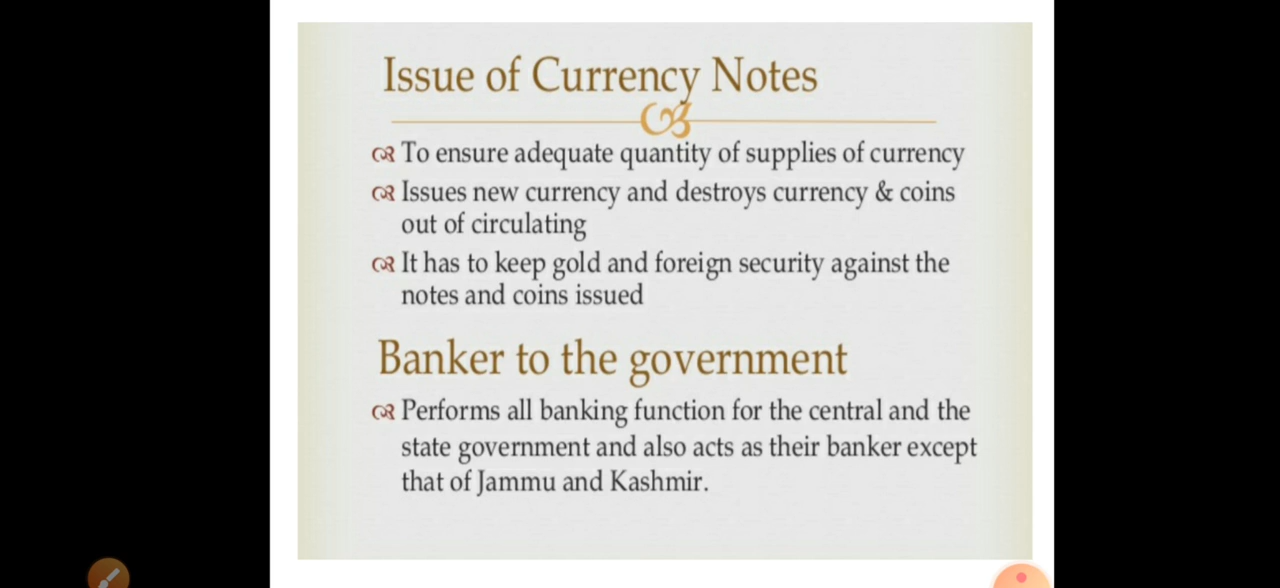 Issue of Currency Notes
To ensure adequate quantity of supplies of currency
Issues new currency and destroys currency & coins
out of circulating
It has to keep gold and foreign security against the
notes and coins issued
Banker to the government
Performs all banking function for the central and the
state government and also acts as their banker except
that of Jammu and Kashmir.